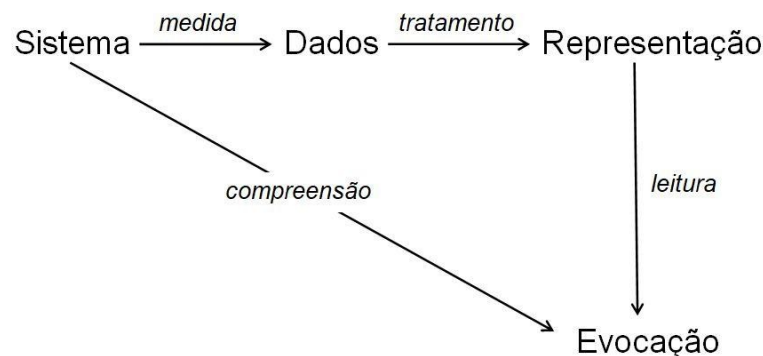 Sistema medida Dados tratamento Representação
compreensão leitura
Evocação